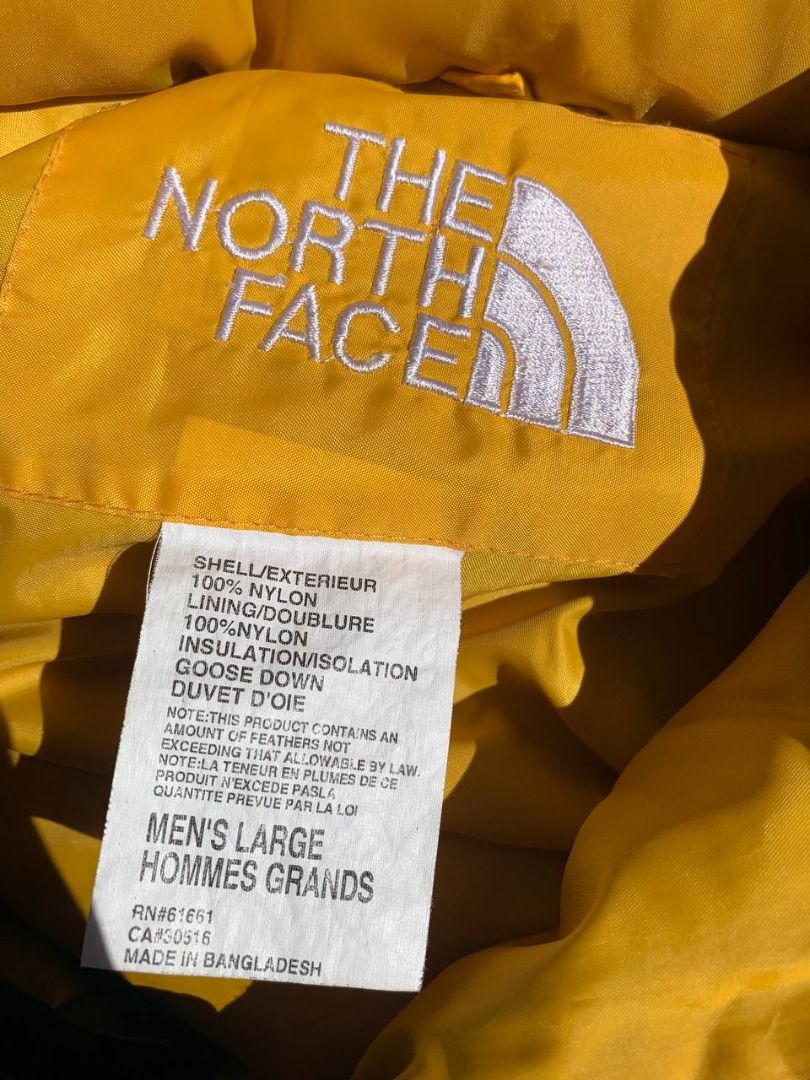 THE
NORTH
FACE
SHELL/EXTERIEUR
100% NYLON
LINING/DOUBLURE
100%NYLON
INSULATION/ISOLATION
GOOSE DOWN
DUVET D'OIE
NOTE:THIS PRODUCT CONTAINS AN
AMOUNT OF FEATHERS NOT
EXCEEDING THAT ALLOWABLE BY LAW.
NOTE:LA TENEUR EN PLUMES DE CE
PRODUIT N'EXCEDE PASLA
QUANTITE PREVUE PAR LA LOI
MEN'S LARGE
HOMMES GRANDS
RN#61661
CA#30516
MADE IN BANGLADESH